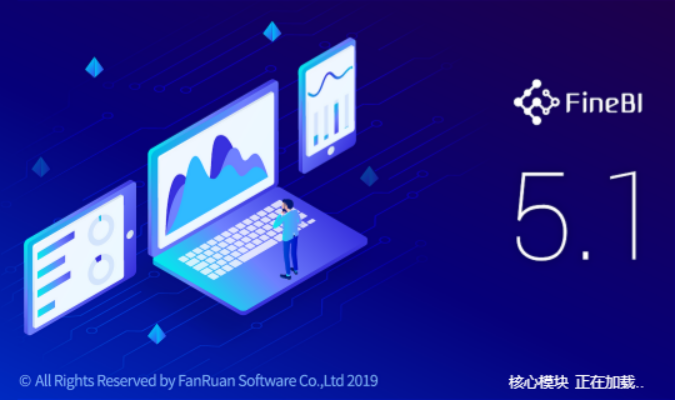 FineBI
5.1
© All Rights Reserved by FanRuan Software Co.,Ltd 2019
核心模块 正在加载..